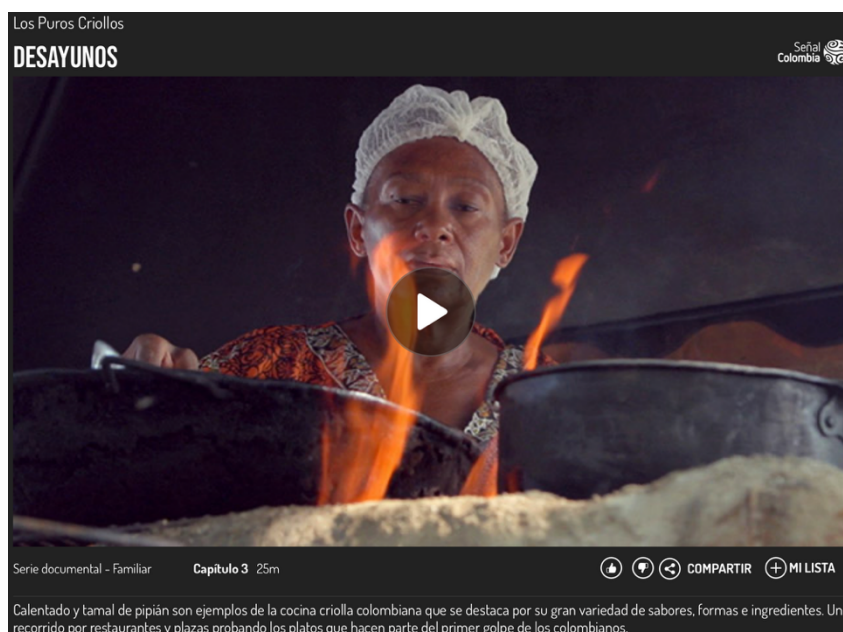 Los Puros Criollos
DESAYUNOS
Señal
Colombia
Serie documental - Familiar Capítulo 3 25m COMPARTIR MI LISTA
Calentado y tamal de pipián son ejemplos de la cocina criolla colombiana que se destaca por su gran variedad de sabores, formas e ingredientes. Un
recorrido por restaurantes y plazas probando los platos que hacen parte del primer golpe de los colombianos.